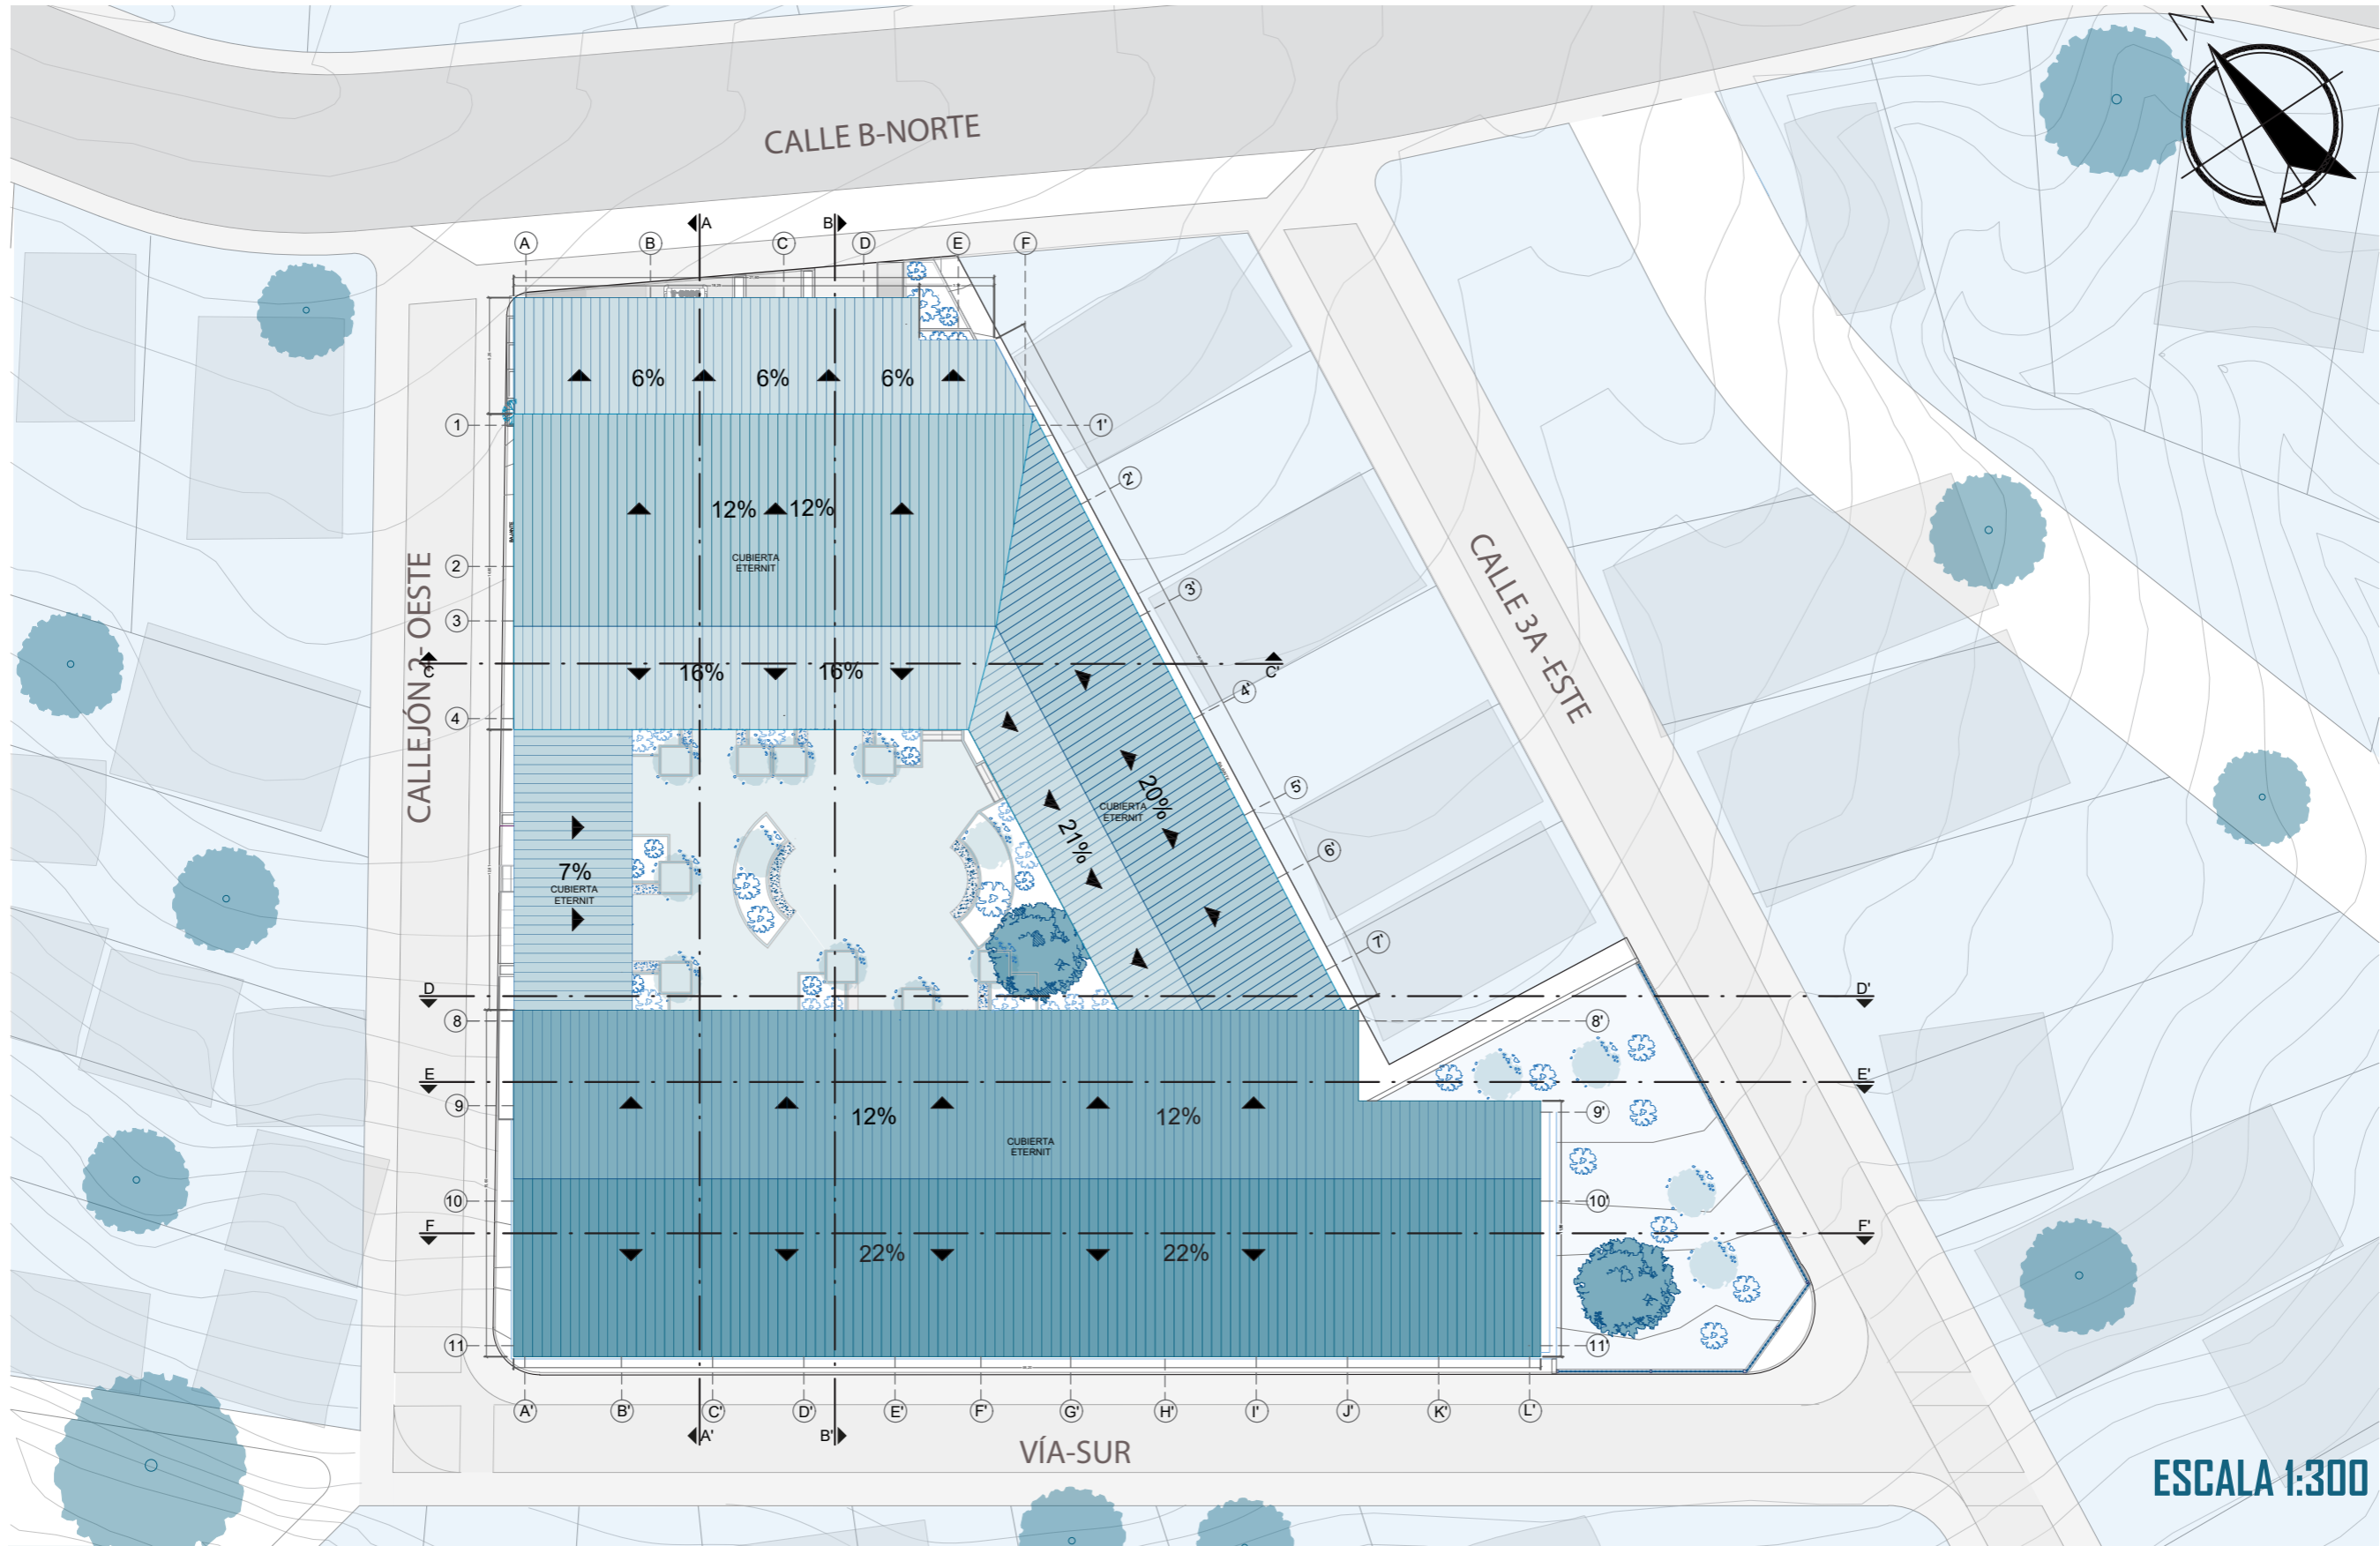 CALLE B-NORTE
A
B
A
B
C
D
E
F
6%
6%
6%
1
1'
2'
12%
12%
CUBIERTA
ETERNIT
2
3'
3
CALLEJÓN 2- OESTE
CALLE 3A -ESTE
C
16%
16%
C'
4'
4
20%
CUBIERTA
ETERNIT
5'
21%
6'
7%
CUBIERTA
ETERNIT
7'
D
D'
8
8'
E
E'
9
12%
12%
9'
CUBIERTA
ETERNIT
10
10'
F
F'
22%
22%
11
11'
A'
B'
C'
D'
E'
F'
G'
H'
I'
J'
K'
L'
A'
B'
VÍA-SUR
ESCALA 1:300